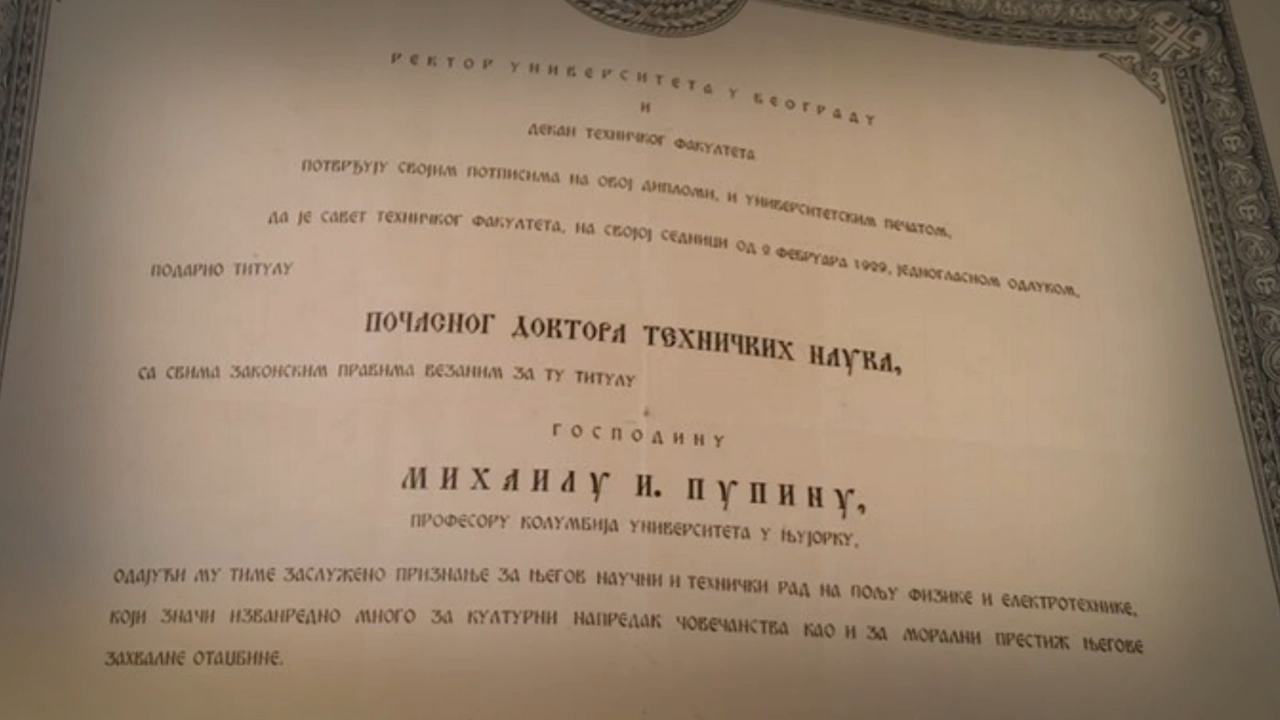 РЕКТОР УНИВЕРСИТЕТА У БЕОГРАДУ
И
ДЕКАН ТЕХНИЧКОГ ФАКУЛТЕТА
ПОТВРЂУЈУ СВОЈИМ ПОТПИСИМА НА ОВОЈ ДИПЛОМИ, И УНИВЕРСИТЕТСКИМ ПЕЧАТОМ,
ДА ЈЕ САВЕТ ТЕХНИЧКОГ ФАКУЛТЕТА, НА СВОЈОЈ СЕДНИЦИ ОД 9 ФЕБРУАРА 1929, ЈЕДНОГЛАСНОМ ОДЛУКОМ,
ПОДАРИО ТИТУЛУ
ПОЧАСНОГ ДОКТОРА ТЕХНИЧКИХ НАУКА,
СА СВИМА ЗАКОНСКИМ ПРАВИМА ВЕЗАНИМ ЗА ТУ ТИТУЛУ
ГОСПОДИНУ
МИХАИЛУ И. ПУПИНУ,
ПРОФЕСОРУ КОЛУМБИЈА УНИВЕРСИТЕТА У ЊУЈОРКУ,
ОДАЈУЋИ МУ ТИМЕ ЗАСЛУЖЕНО ПРИЗНАЊЕ ЗА ЊЕГОВ НАУЧНИ И ТЕХНИЧКИ РАД НА ПОЉУ ФИЗИКЕ И ЕЛЕКТРОТЕХНИКЕ,
КОЈИ ЗНАЧИ ИЗВАНРЕДНО МНОГО ЗА КУЛТУРНИ НАПРЕДАК ЧОВЕЧАНСТВА КАО И ЗА МОРАЛНИ ПРЕСТИЖ ЊЕГОВЕ
ЗАХВАЛНЕ ОТАЏБИНЕ.